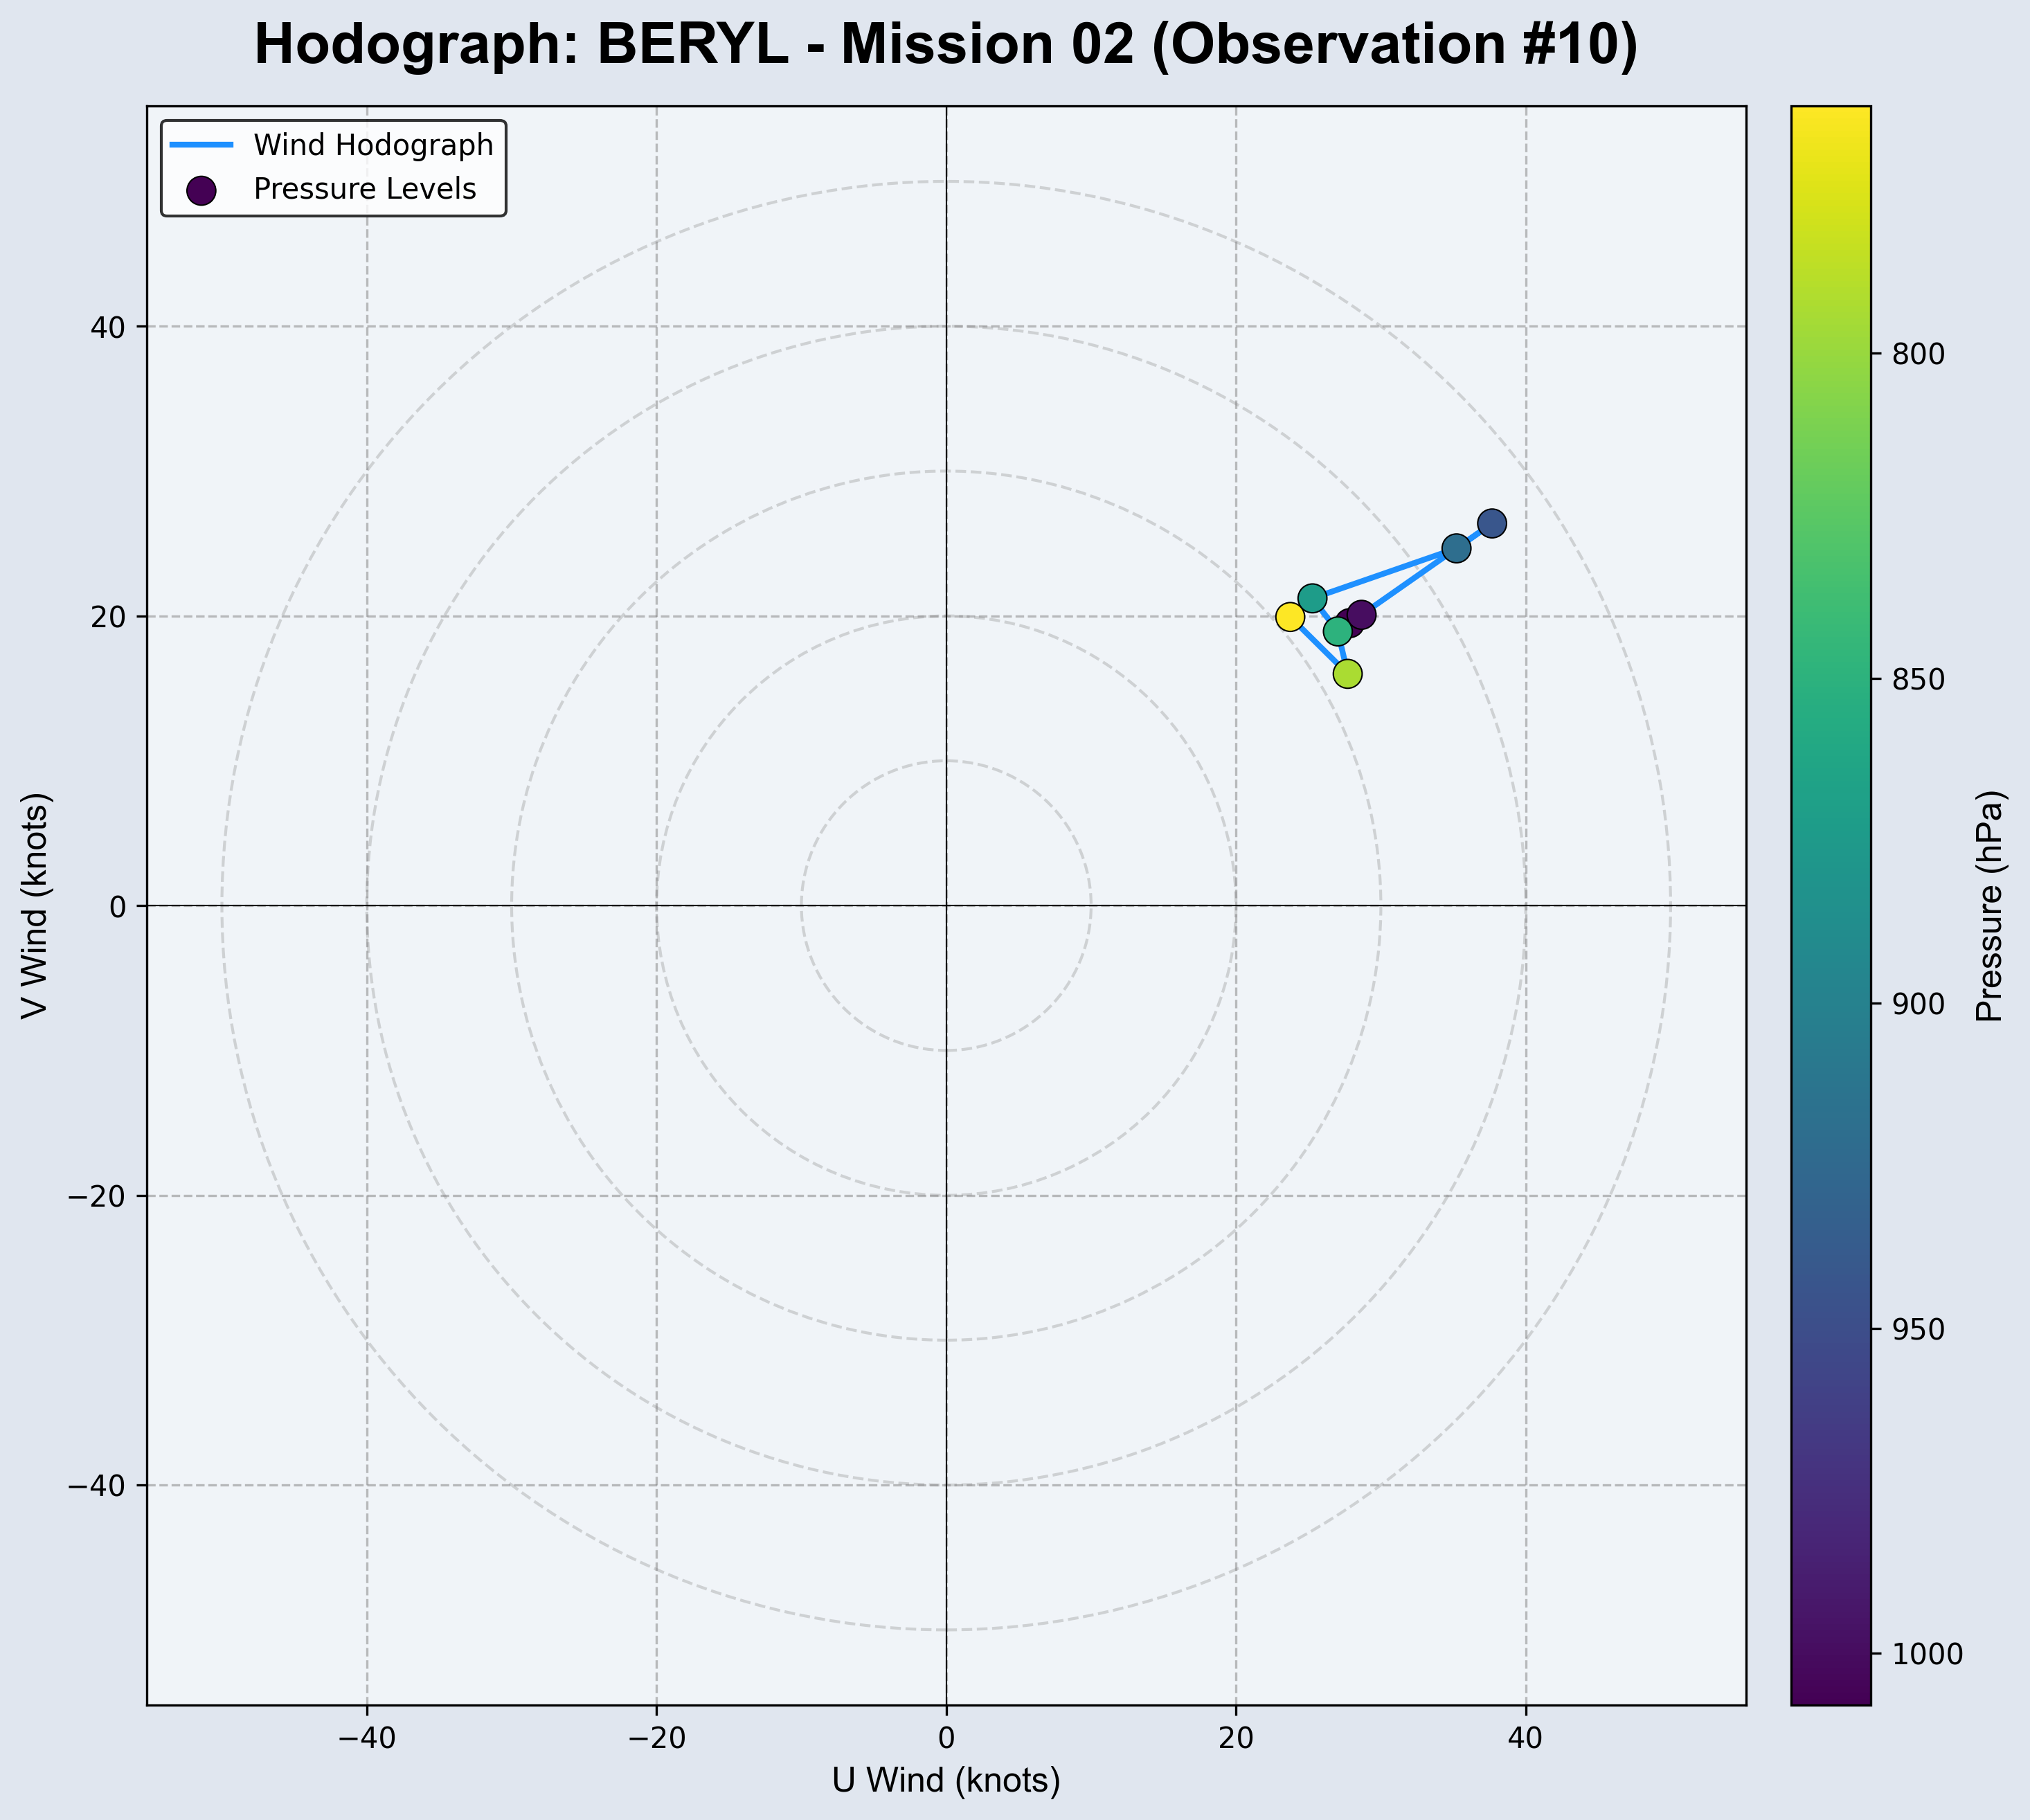 Hodograph: BERYL - Mission 02 (Observation #10)
Wind Hodograph
Pressure Levels
40
20
0
−20
−40
V Wind (knots)
−40
−20
0
20
40
U Wind (knots)
800
850
900
950
1000
Pressure (hPa)